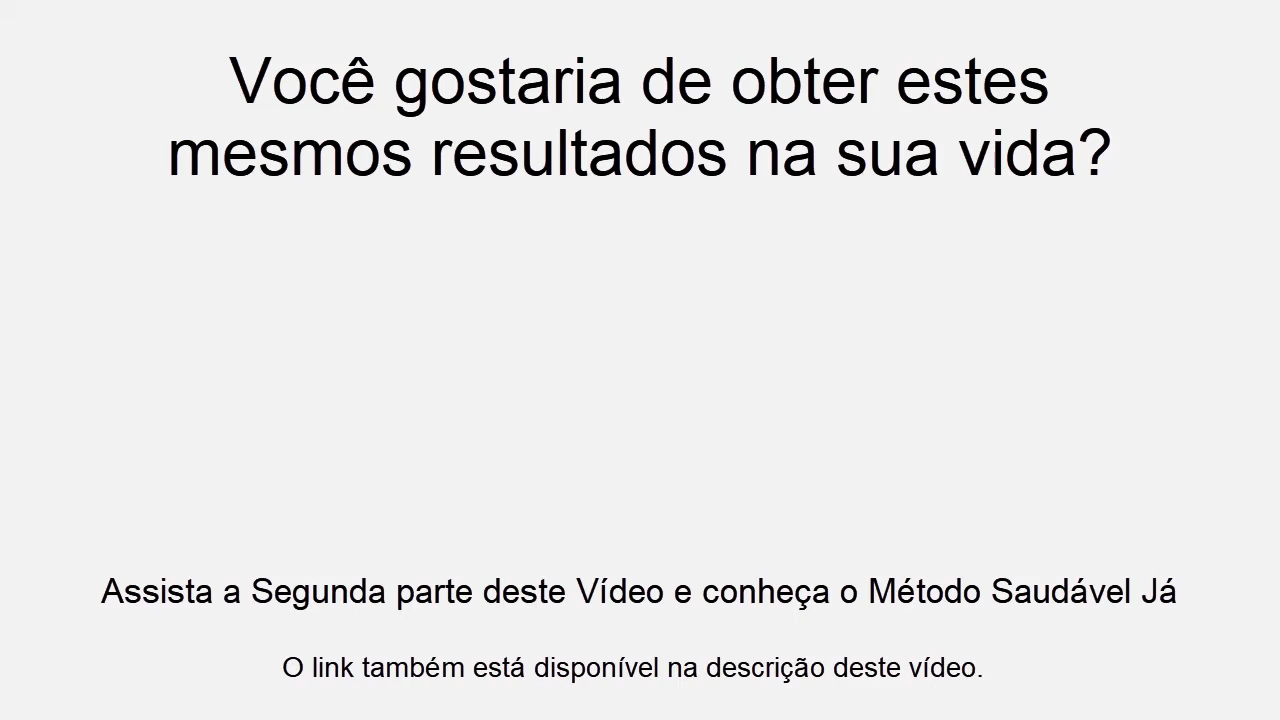 Você gostaria de obter estes
mesmos resultados na sua vida?
Assista a Segunda parte deste Vídeo e conheça o Método Saudável Já
O link também está disponível na descrição deste vídeo.